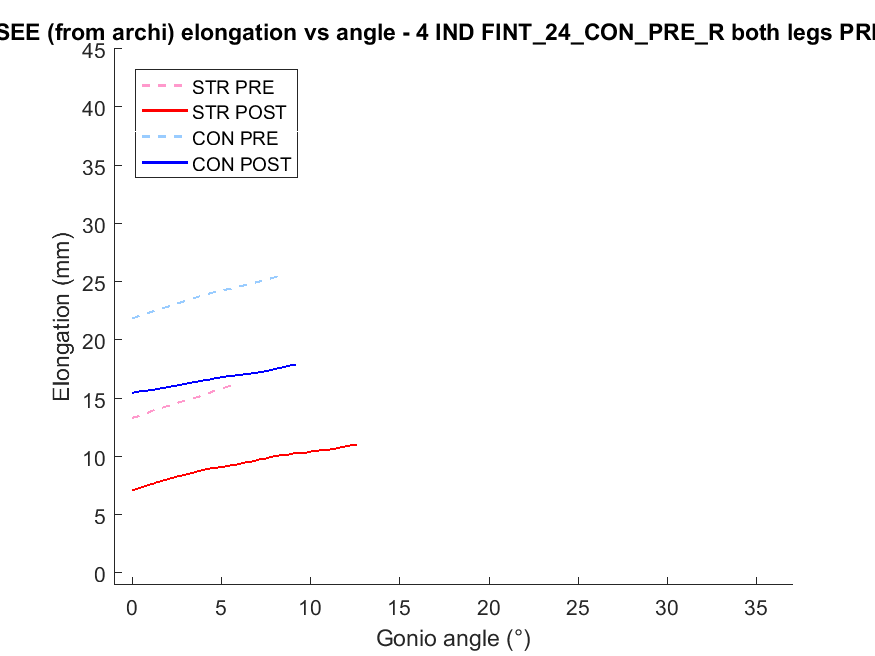 SEE (from archi) elongation vs angle - 4 IND FINT_24_CON_PRE_R both legs PRE
45
40
35
30
25
20
15
10
5
0
Elongation (mm)
STR PRE
STR POST
CON PRE
CON POST
0 5 10 15 20 25 30 35
Gonio angle (°)